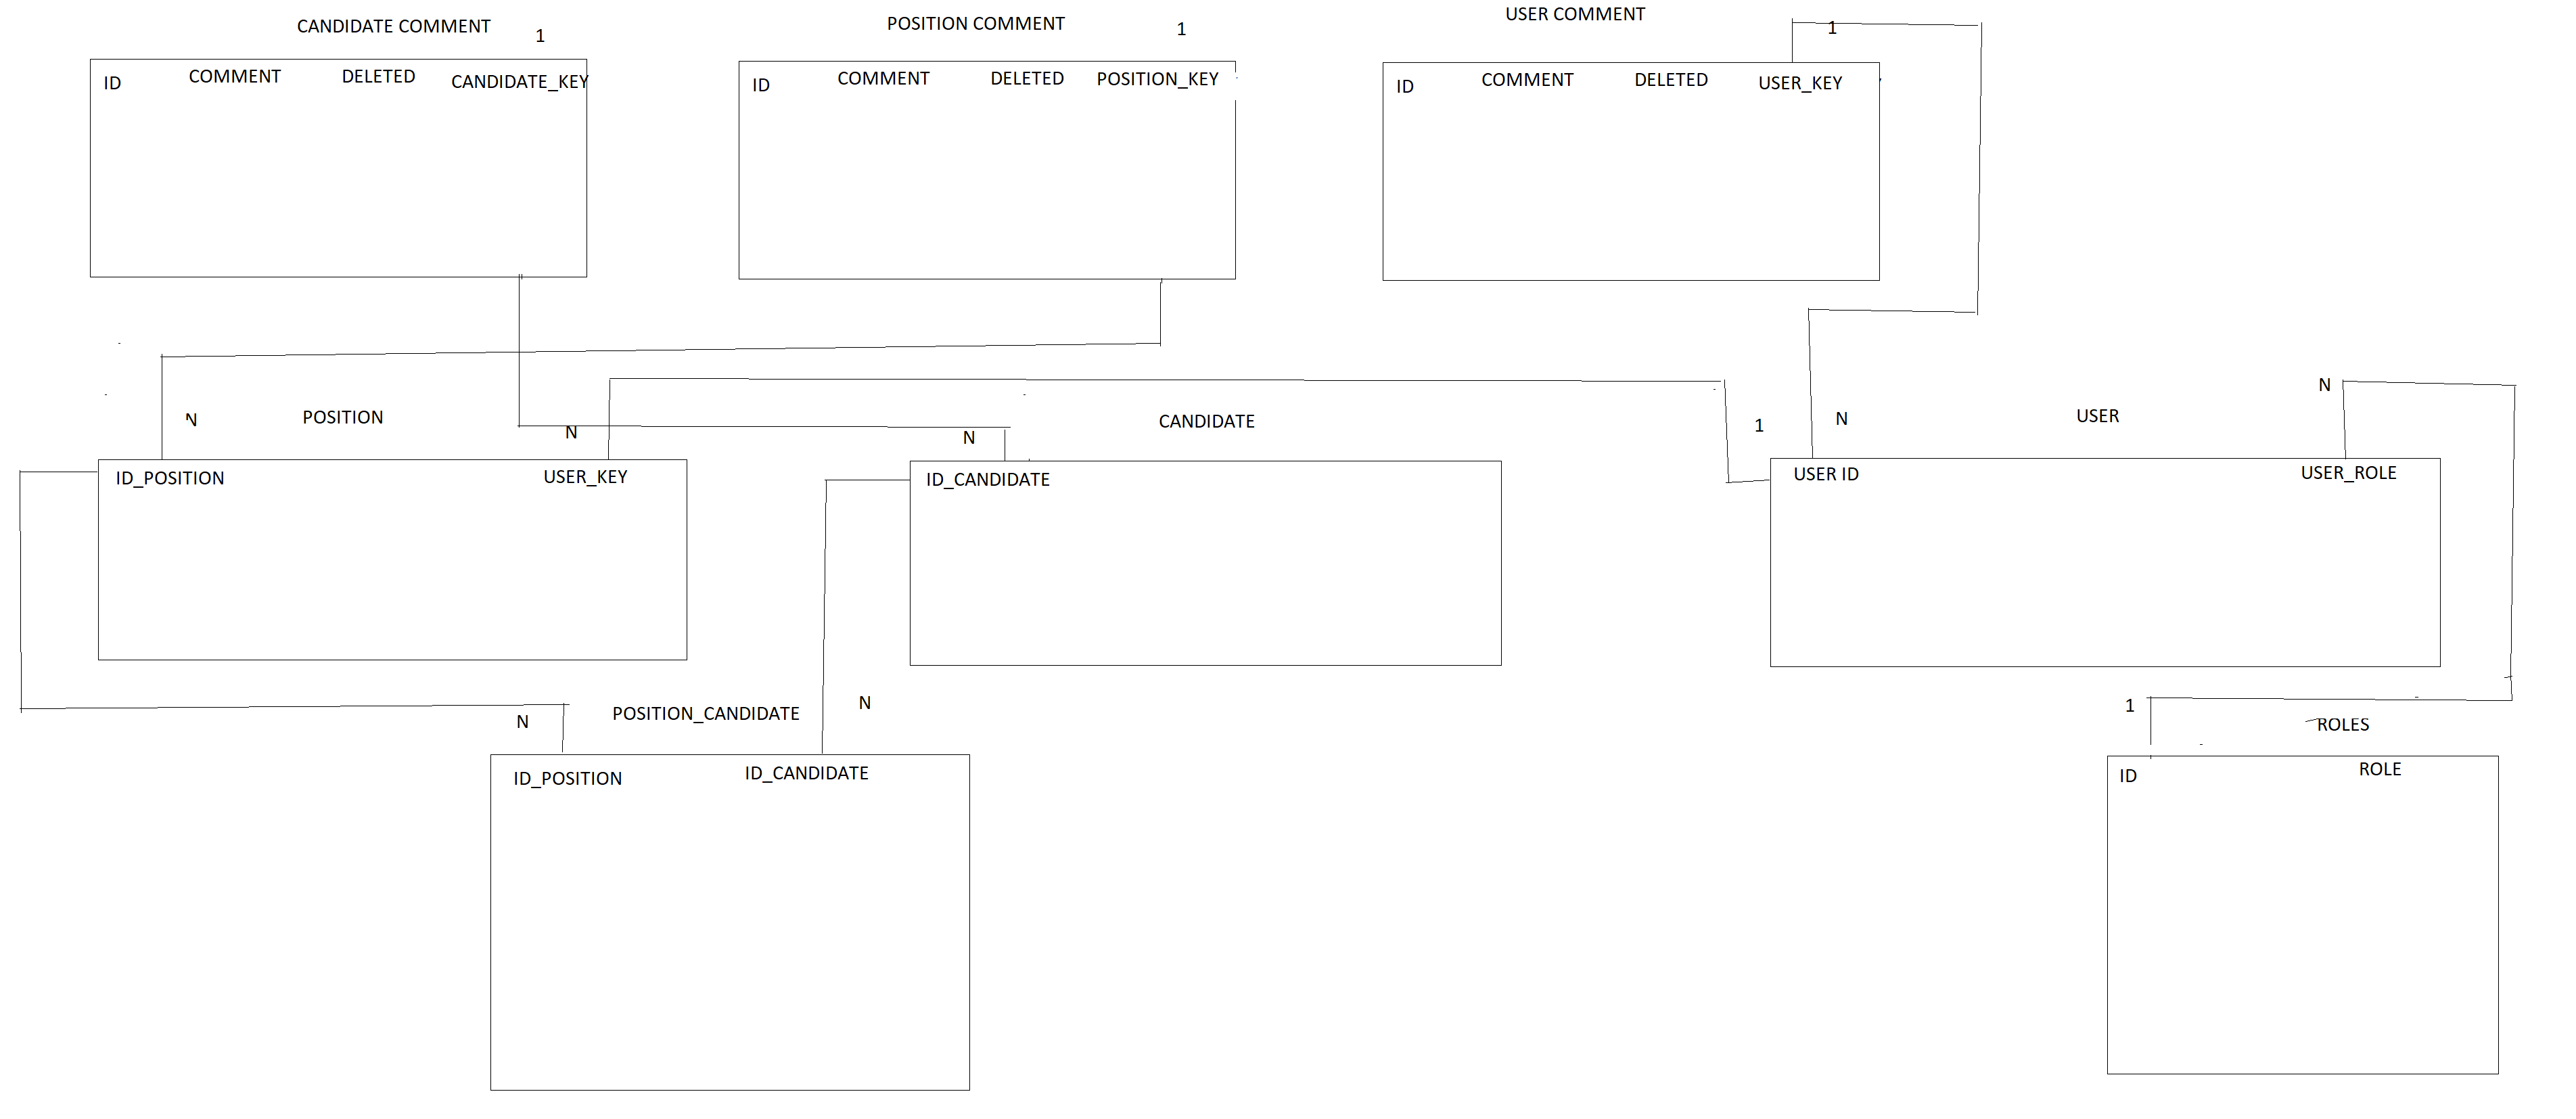 CANDIDATE COMMENT
1
POSITION COMMENT
1
USER COMMENT
1
ID COMMENT DELETED CANDIDATE_KEY
ID COMMENT DELETED POSITION_KEY
ID COMMENT DELETED USER_KEY
N
POSITION
N
N
CANDIDATE
1
N
USER
N
ID_POSITION USER_KEY
ID_CANDIDATE
USER ID USER_ROLE
N
POSITION_CANDIDATE
N
1
ROLES
ID_POSITION ID_CANDIDATE
ID ROLE